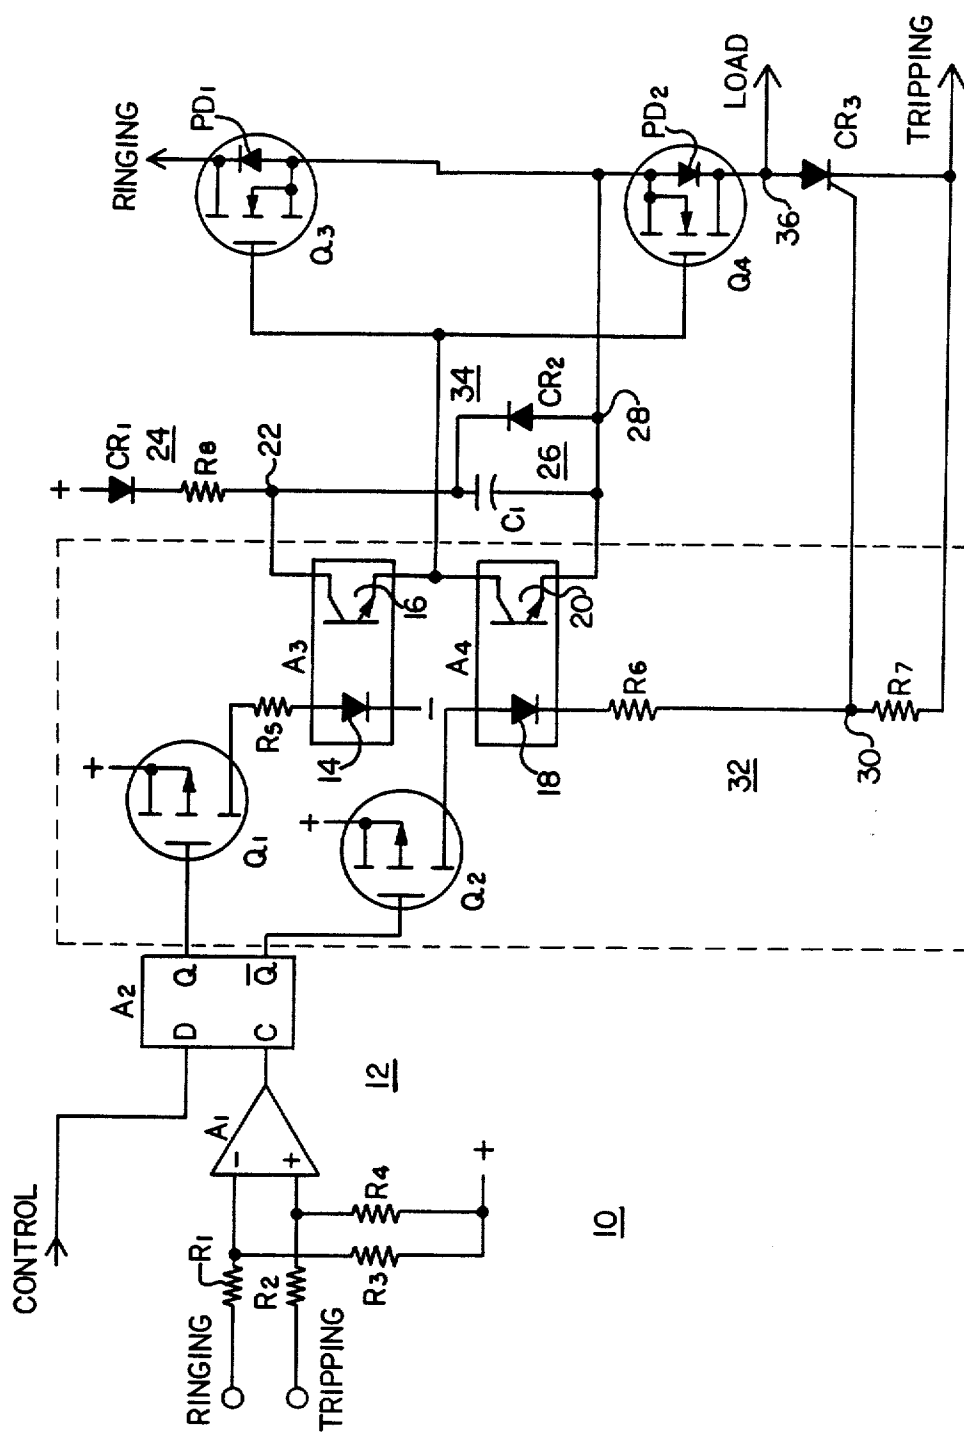 RINGING
PD1
Q3
LOAD
PD2
CR3
TRIPPING
36
Q4
+
CR1
24
R8
22
34
CR2
26
28
C1
16
A3
A4
20
R5
14
−
18
R6
R7
30
32
+
Q1
+
Q2
A2
D
Q
C
Q̅
12
CONTROL
A1
−
+
R1
R2
R3
R4
+
RINGING
TRIPPING
10